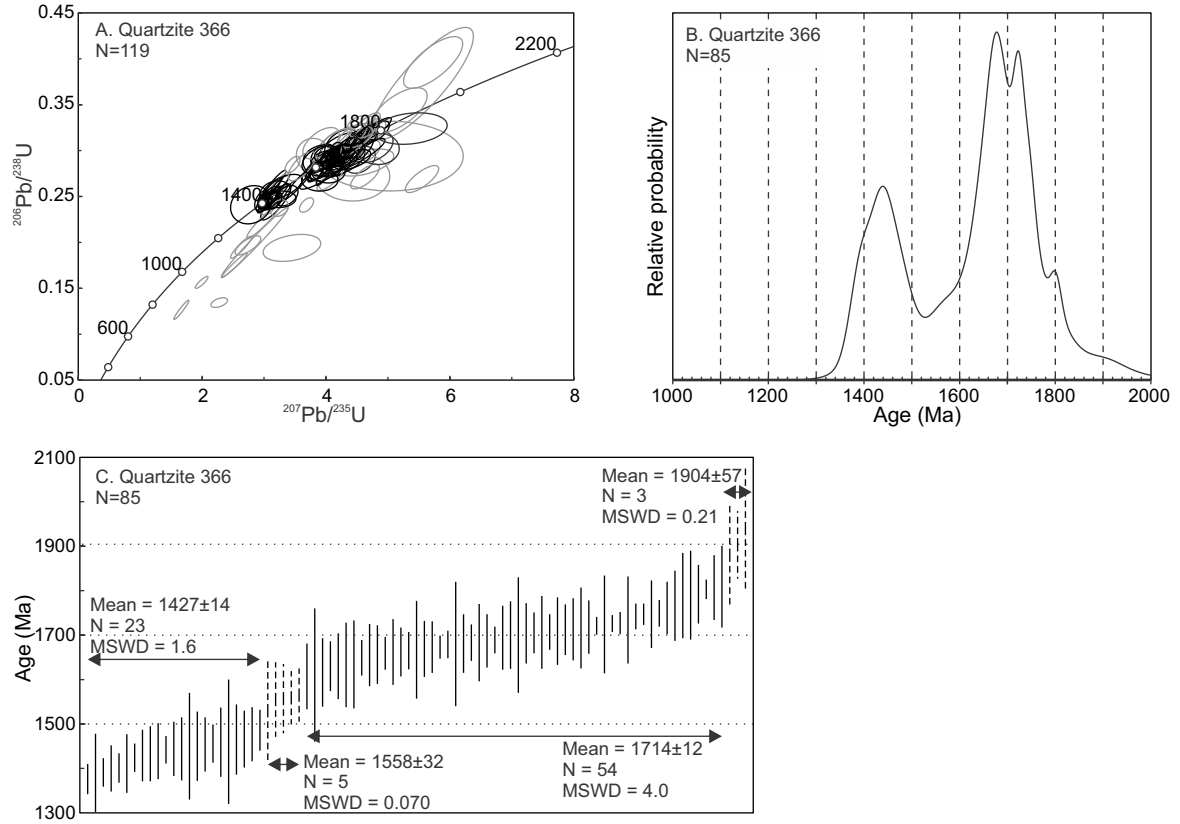 A. Quartzite 366
N=119
0.45
0.35
0.25
0.15
0.05
206Pb/238U
600
1000
1400
1800
2200
0
2
4
6
8
207Pb/235U
B. Quartzite 366
N=85
Relative probability
1000
1200
1400
1600
1800
2000
Age (Ma)
C. Quartzite 366
N=85
2100
1900
1700
1500
1300
Age (Ma)
Mean = 1427±14
N = 23
MSWD = 1.6
Mean = 1558±32
N = 5
MSWD = 0.070
Mean = 1714±12
N = 54
MSWD = 4.0
Mean = 1904±57
N = 3
MSWD = 0.21